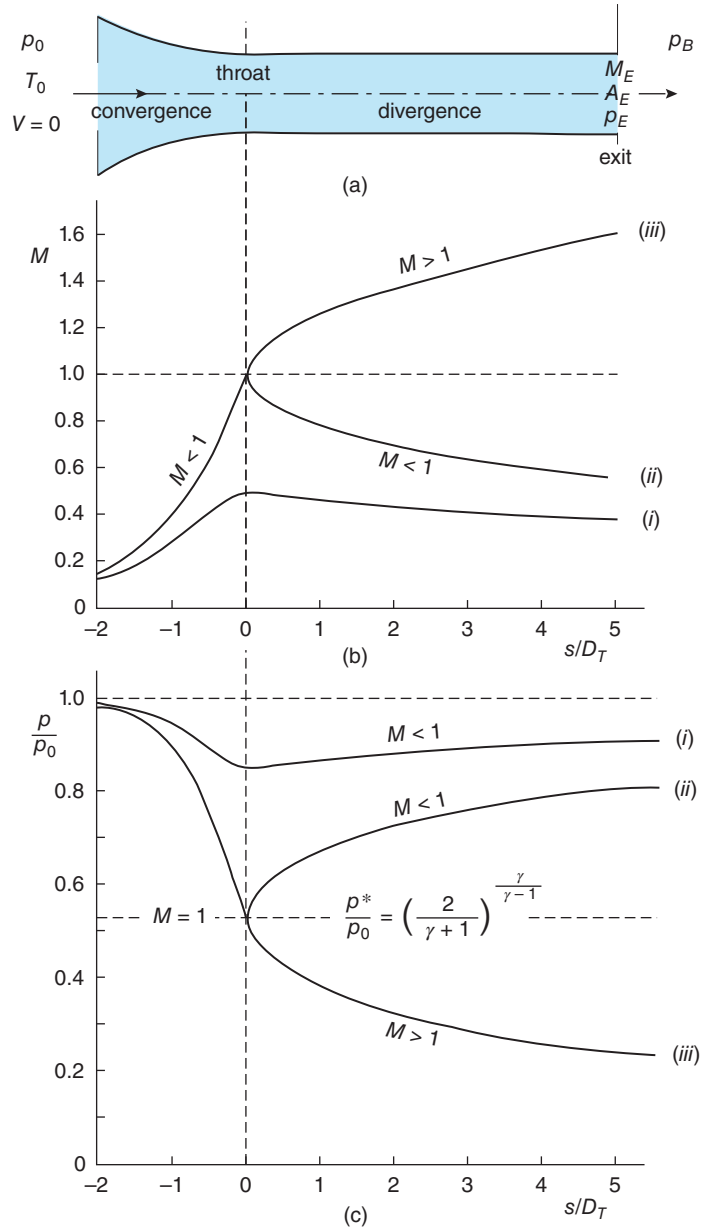 p0 pB
throat ME
T0 AE
convergence divergence pE
V = 0
exit
(a)
1.6 (iii)
M M > 1
1.4
1.2
1.0
0.8
M < 1 M < 1
0.6 (ii)
0.4 (i)
0.2
0
–2 –1 0 1 2 3 4 5
(b) s/DT
1.0
p/p0 M < 1 (i)
0.8 M < 1 (ii)
0.6
M = 1 p*/p0 = (2/γ + 1)^γ/γ – 1
0.4
M > 1
0.2 (iii)
0
–2 –1 0 1 2 3 4 5
(c) s/DT